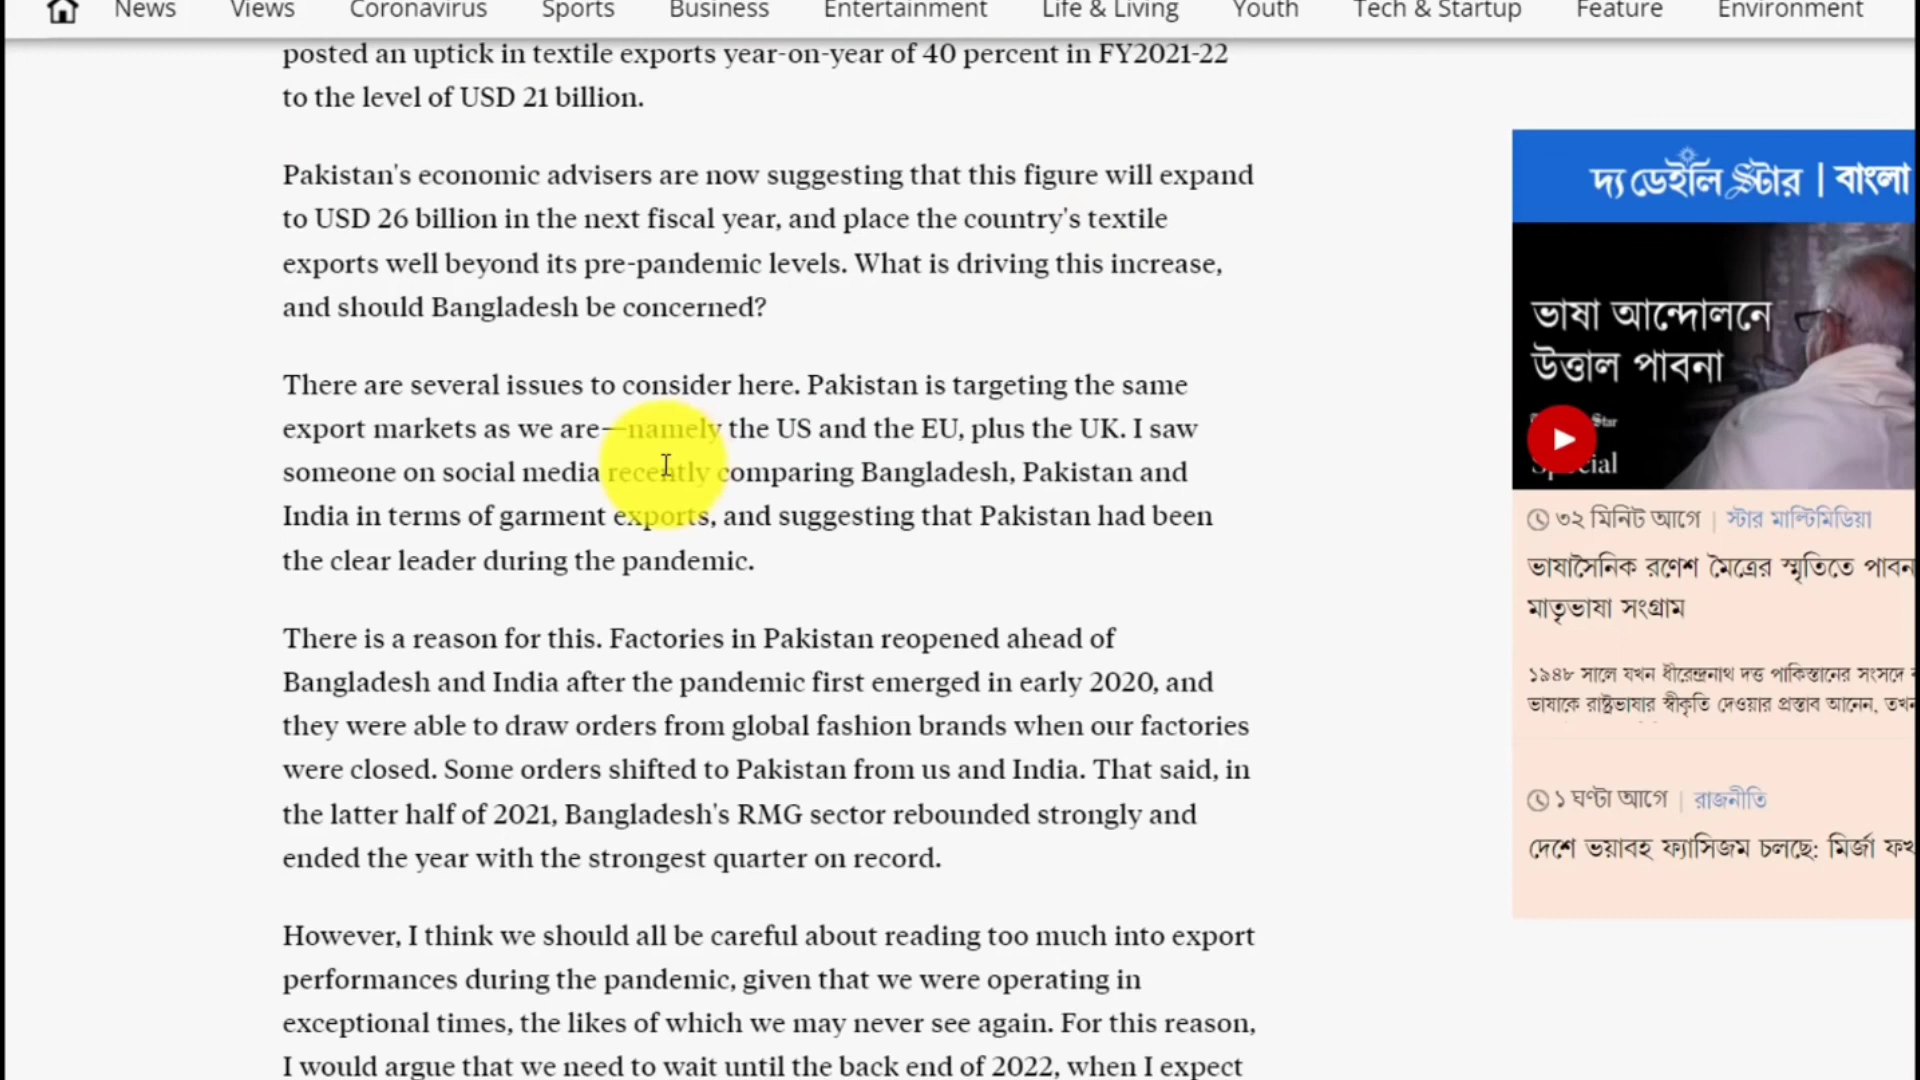 News Views Coronavirus Sports Business Entertainment Life & Living Youth Tech & Startup Feature Environment
posted an uptick in textile exports year-on-year of 40 percent in FY2021-22
to the level of USD 21 billion.
Pakistan's economic advisers are now suggesting that this figure will expand
to USD 26 billion in the next fiscal year, and place the country's textile
exports well beyond its pre-pandemic levels. What is driving this increase,
and should Bangladesh be concerned?
There are several issues to consider here. Pakistan is targeting the same
export markets as we are—namely the US and the EU, plus the UK. I saw
someone on social media recently comparing Bangladesh, Pakistan and
India in terms of garment exports, and suggesting that Pakistan had been
the clear leader during the pandemic.
There is a reason for this. Factories in Pakistan reopened ahead of
Bangladesh and India after the pandemic first emerged in early 2020, and
they were able to draw orders from global fashion brands when our factories
were closed. Some orders shifted to Pakistan from us and India. That said, in
the latter half of 2021, Bangladesh's RMG sector rebounded strongly and
ended the year with the strongest quarter on record.
However, I think we should all be careful about reading too much into export
performances during the pandemic, given that we were operating in
exceptional times, the likes of which we may never see again. For this reason,
I would argue that we need to wait until the back end of 2022, when I expect
দ্য ডেইলি স্টার | বাংলা
ভাষা আন্দোলনে
উত্তাল পাবনা
Star
৩২ মিনিট আগে | স্টার মাল্টিমিডিয়া
ভাষাসৈনিক রণেশ মৈত্রের স্মৃতিতে
মাতৃভাষা সংগ্রাম
১৯৪৮ সালে যখন ধীরেন্দ্রনাথ দত্ত পাকিস্তানের সংসদে
ভাষাকে রাষ্ট্রভাষার স্বীকৃতি দেওয়ার প্রস্তাব আনেন,
১ ঘণ্টা আগে | রাজনীতি
দেশে ভয়াবহ ফ্যাসিজম চলছে: মির্জা